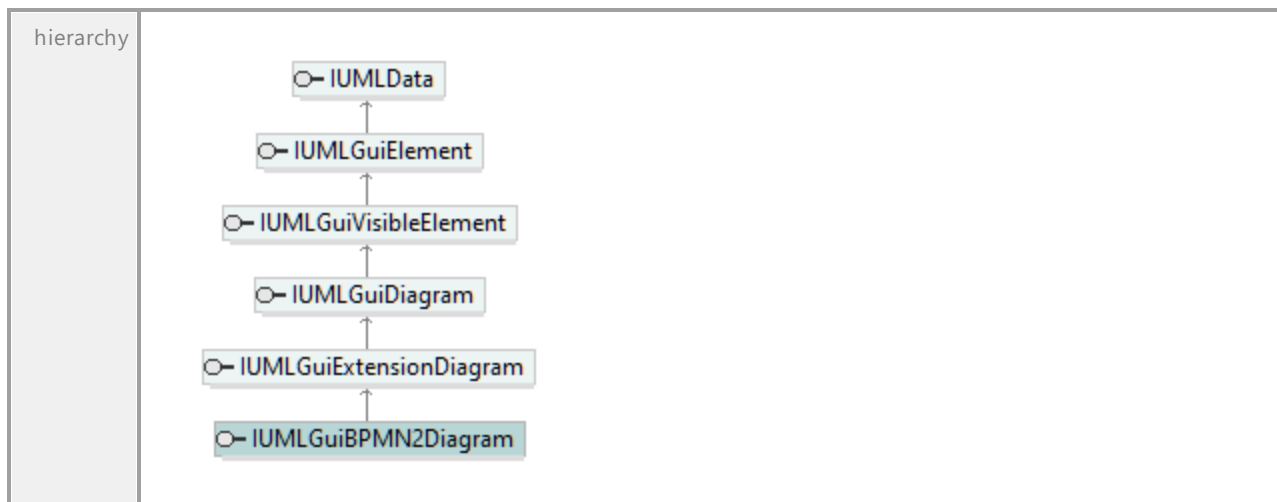 hierarchy
IUMLData
IUMLGuiElement
IUMLGuiVisibleElement
IUMLGuiDiagram
IUMLGuiExtensionDiagram
IUMLGuiBPMN2Diagram